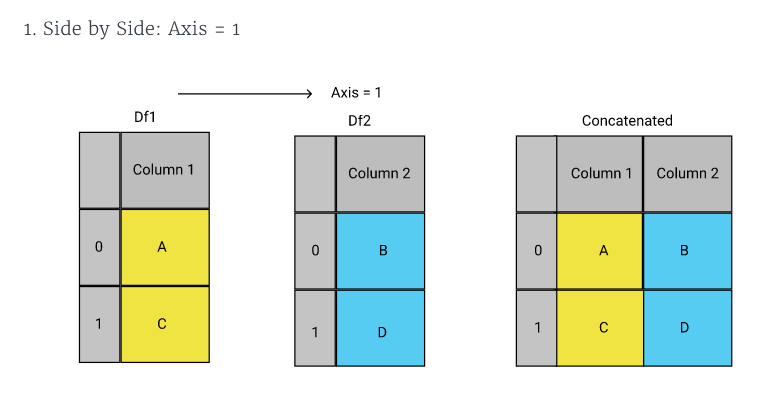 1. Side by Side: Axis = 1
Axis = 1
Df1
Df2
Concatenated
Column 1
Column 2
Column 1
Column 2
0
A
0
B
0
A
B
1
C
1
D
1
C
D